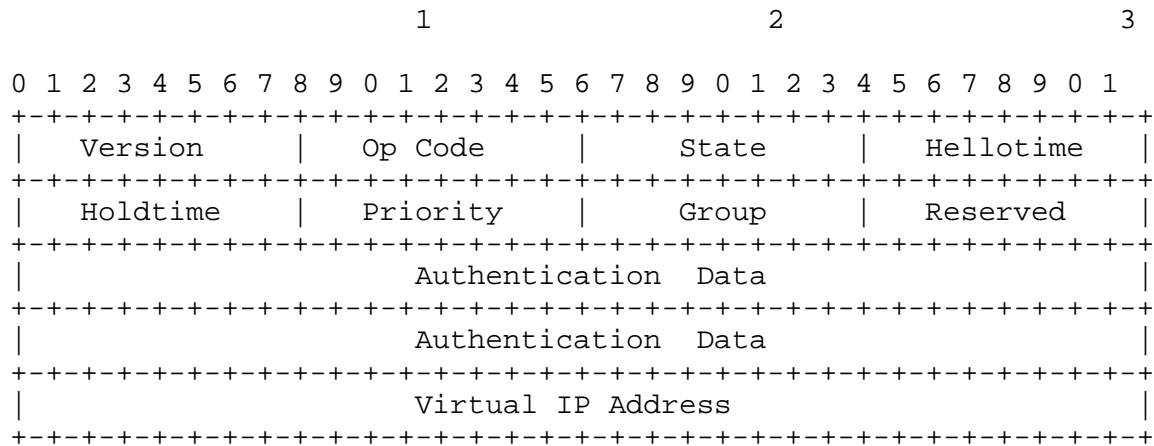 1                   2                   3
0 1 2 3 4 5 6 7 8 9 0 1 2 3 4 5 6 7 8 9 0 1 2 3 4 5 6 7 8 9 0 1
+-+-+-+-+-+-+-+-+-+-+-+-+-+-+-+-+-+-+-+-+-+-+-+-+-+-+-+-+-+-+-+-+
|   Version     |   Op Code     |     State     |   Hellotime   |
+-+-+-+-+-+-+-+-+-+-+-+-+-+-+-+-+-+-+-+-+-+-+-+-+-+-+-+-+-+-+-+-+
|   Holdtime    |   Priority    |     Group     |   Reserved    |
+-+-+-+-+-+-+-+-+-+-+-+-+-+-+-+-+-+-+-+-+-+-+-+-+-+-+-+-+-+-+-+-+
|                      Authentication  Data                     |
+-+-+-+-+-+-+-+-+-+-+-+-+-+-+-+-+-+-+-+-+-+-+-+-+-+-+-+-+-+-+-+-+
|                      Authentication  Data                     |
+-+-+-+-+-+-+-+-+-+-+-+-+-+-+-+-+-+-+-+-+-+-+-+-+-+-+-+-+-+-+-+-+
|                      Virtual IP Address                       |
+-+-+-+-+-+-+-+-+-+-+-+-+-+-+-+-+-+-+-+-+-+-+-+-+-+-+-+-+-+-+-+-+